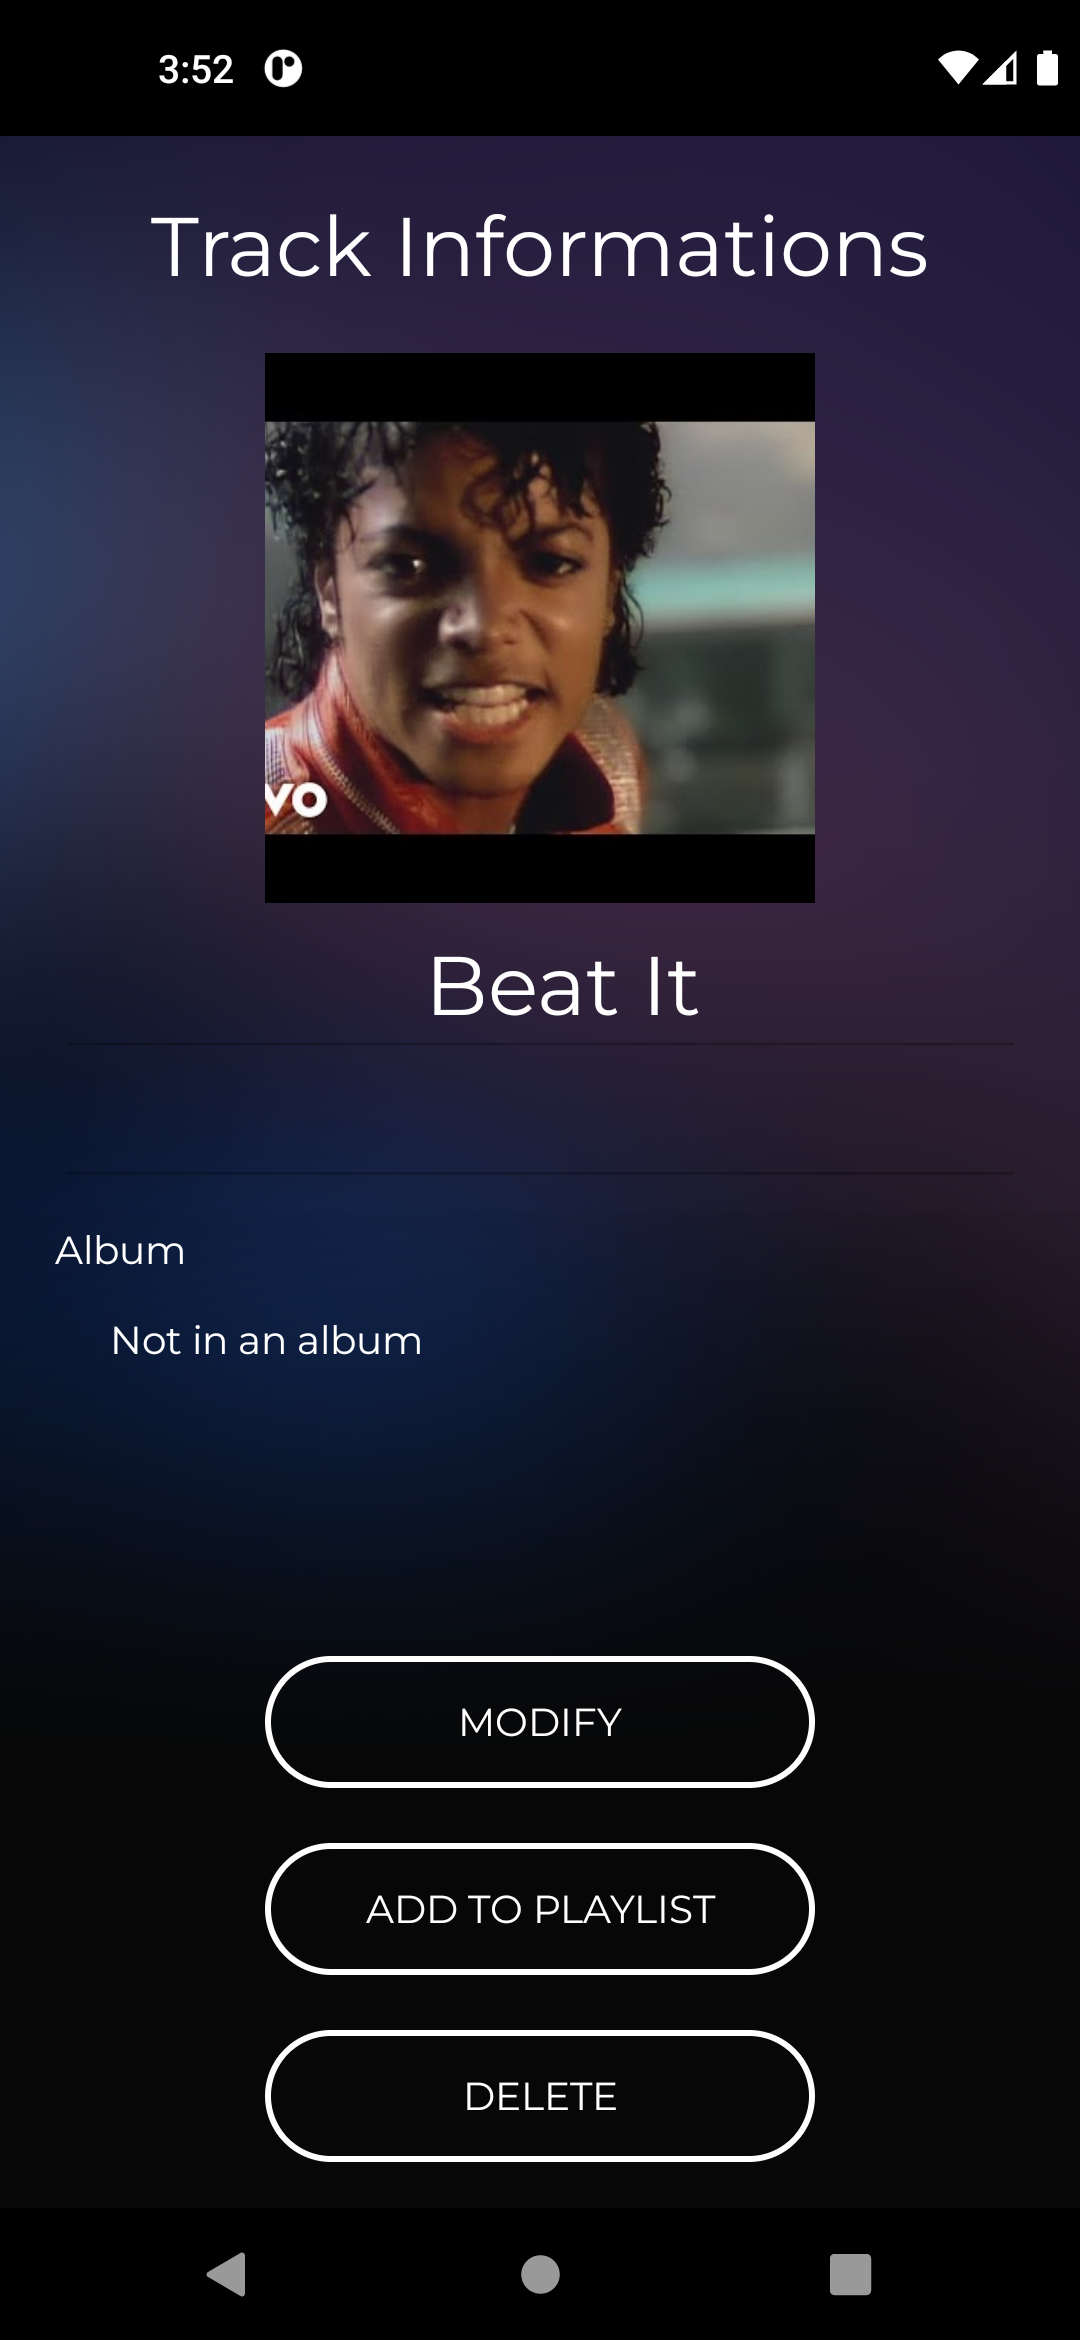 3:52
Track Informations
vo
Beat It
Album
Not in an album
MODIFY
ADD TO PLAYLIST
DELETE